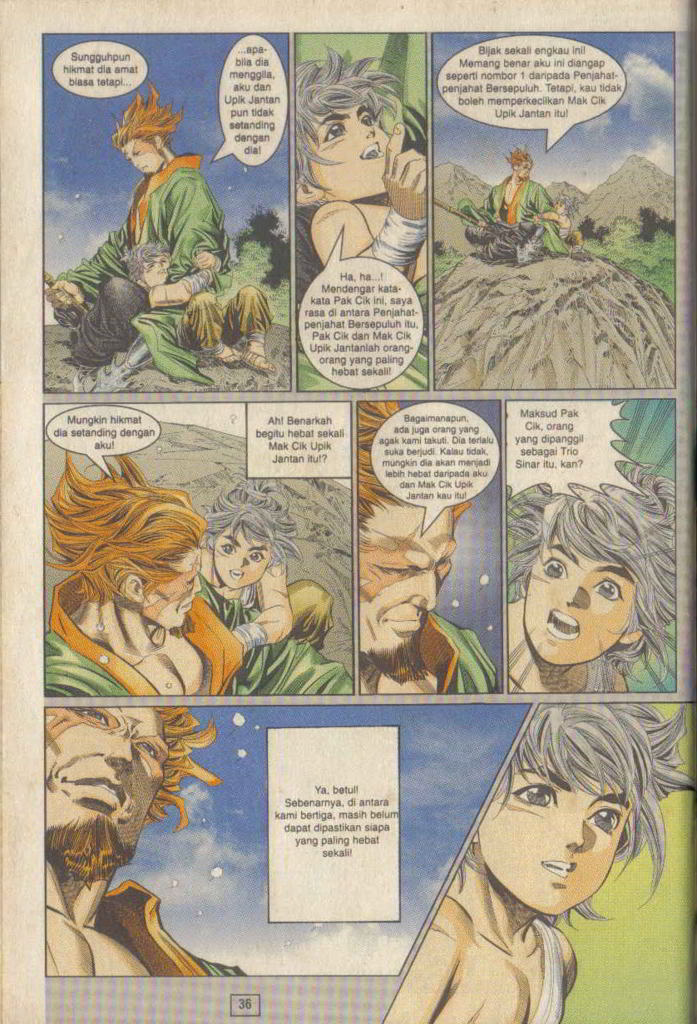 Sungguhpun
hikmat dia amat
biasa tetapi...
...apa-
bila dia
menggila,
aku dan
Upik Jantan
pun tidak
setanding
dengan
dia!
Ha, ha...!
Mendengar kata-
kata Pak Cik ini, saya
rasa di antara Penjahat-
penjahat Bersepuluh itu,
Pak Cik dan Mak Cik
Upik Jantanlah orang-
orang yang paling
hebat sekali!
Bijak sekali engkau ini!
Memang benar aku ini diangap
seperti nombor 1 daripada Penjahat-
penjahat Bersepuluh. Tetapi, kau tidak
boleh memperkecilkan Mak Cik
Upik Jantan itu!
Mungkin hikmat
dia setanding dengan
aku!
?
Ah! Benarkah
begitu hebat sekali
Mak Cik Upik
Jantan itu!?
Bagaimanapun,
ada juga orang yang
agak kami takuti. Dia terlalu
suka berjudi. Kalau tidak,
mungkin dia akan menjadi
lebih hebat daripada aku
dan Mak Cik Upik
Jantan kau itu!
Maksud Pak
Cik, orang
yang dipanggil
sebagai Trio
Sinar itu, kan?
Ya, betul!
Sebenarnya, di antara
kami bertiga, masih belum
dapat dipastikan siapa
yang paling hebat
sekali!
36